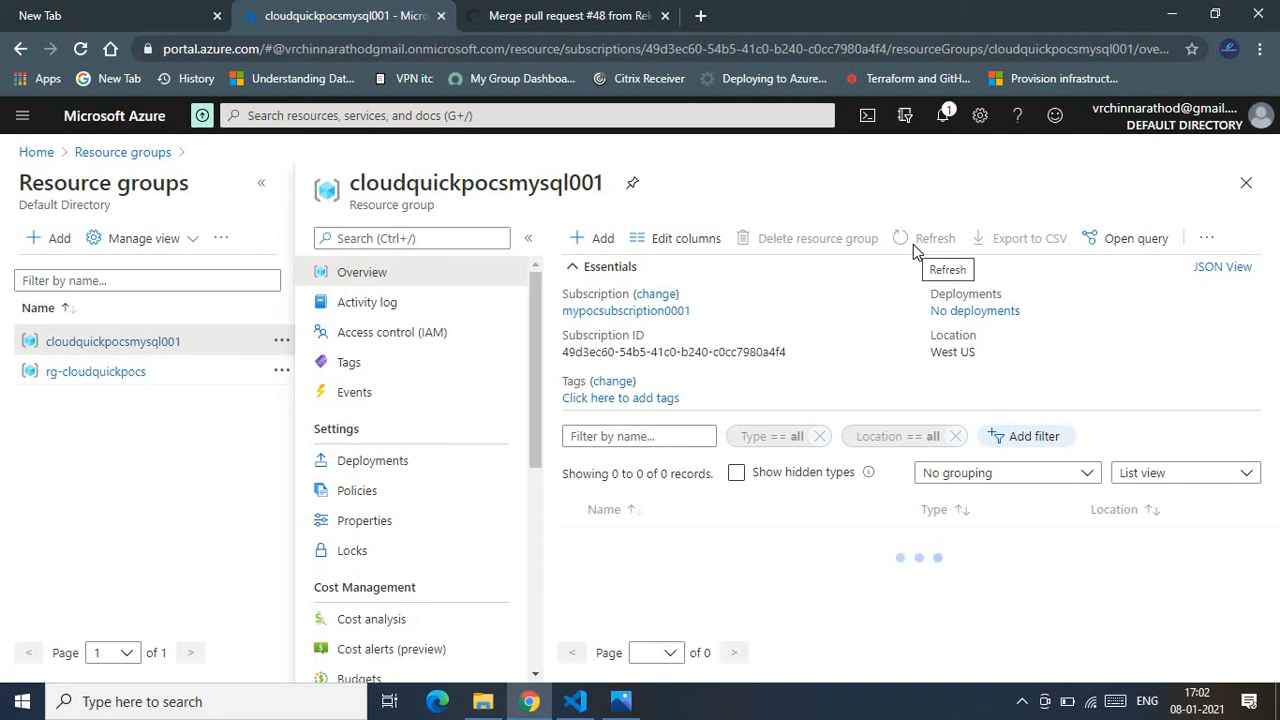 New Tab
cloudquickpocsmysql001 - Micro
Merge pull request #48 from Rek
portal.azure.com/#@vrchinnarathodgmail.onmicrosoft.com/resource/subscriptions/49d3ec60-54b5-41c0-b240-c0cc7980a4f4/resourceGroups/cloudquickpocsmysql001/ove...
Apps
New Tab
History
Understanding Dat...
VPN itc
My Group Dashboa...
Citrix Receiver
Deploying to Azure...
Terraform and GitH...
Provision infrastruct...
Microsoft Azure
Search resources, services, and docs (G+/)
1
vrchinnarathod@gmail....
DEFAULT DIRECTORY
Home > Resource groups >
Resource groups
«
Default Directory
Add
Manage view
...
Filter by name...
Name
cloudquickpocsmysql001
...
rg-cloudquickpocs
...
< Page 1 of 1 >
cloudquickpocsmysql001
Resource group
Search (Ctrl+/)
«
Overview
Activity log
Access control (IAM)
Tags
Events
Settings
Deployments
Policies
Properties
Locks
Cost Management
Cost analysis
Cost alerts (preview)
Budgets
Add
Edit columns
Delete resource group
Refresh
Export to CSV
Open query
...
Refresh
Essentials
JSON View
Subscription (change)
mypocsubscription0001
Subscription ID
49d3ec60-54b5-41c0-b240-c0cc7980a4f4
Tags (change)
Click here to add tags
Deployments
No deployments
Location
West US
Filter by name...
Type == all
Location == all
Add filter
Showing 0 to 0 of 0 records.
Show hidden types
No grouping
List view
Name
Type
Location
< Page of 0 >
Type here to search
ENG
17:02
08-01-2021